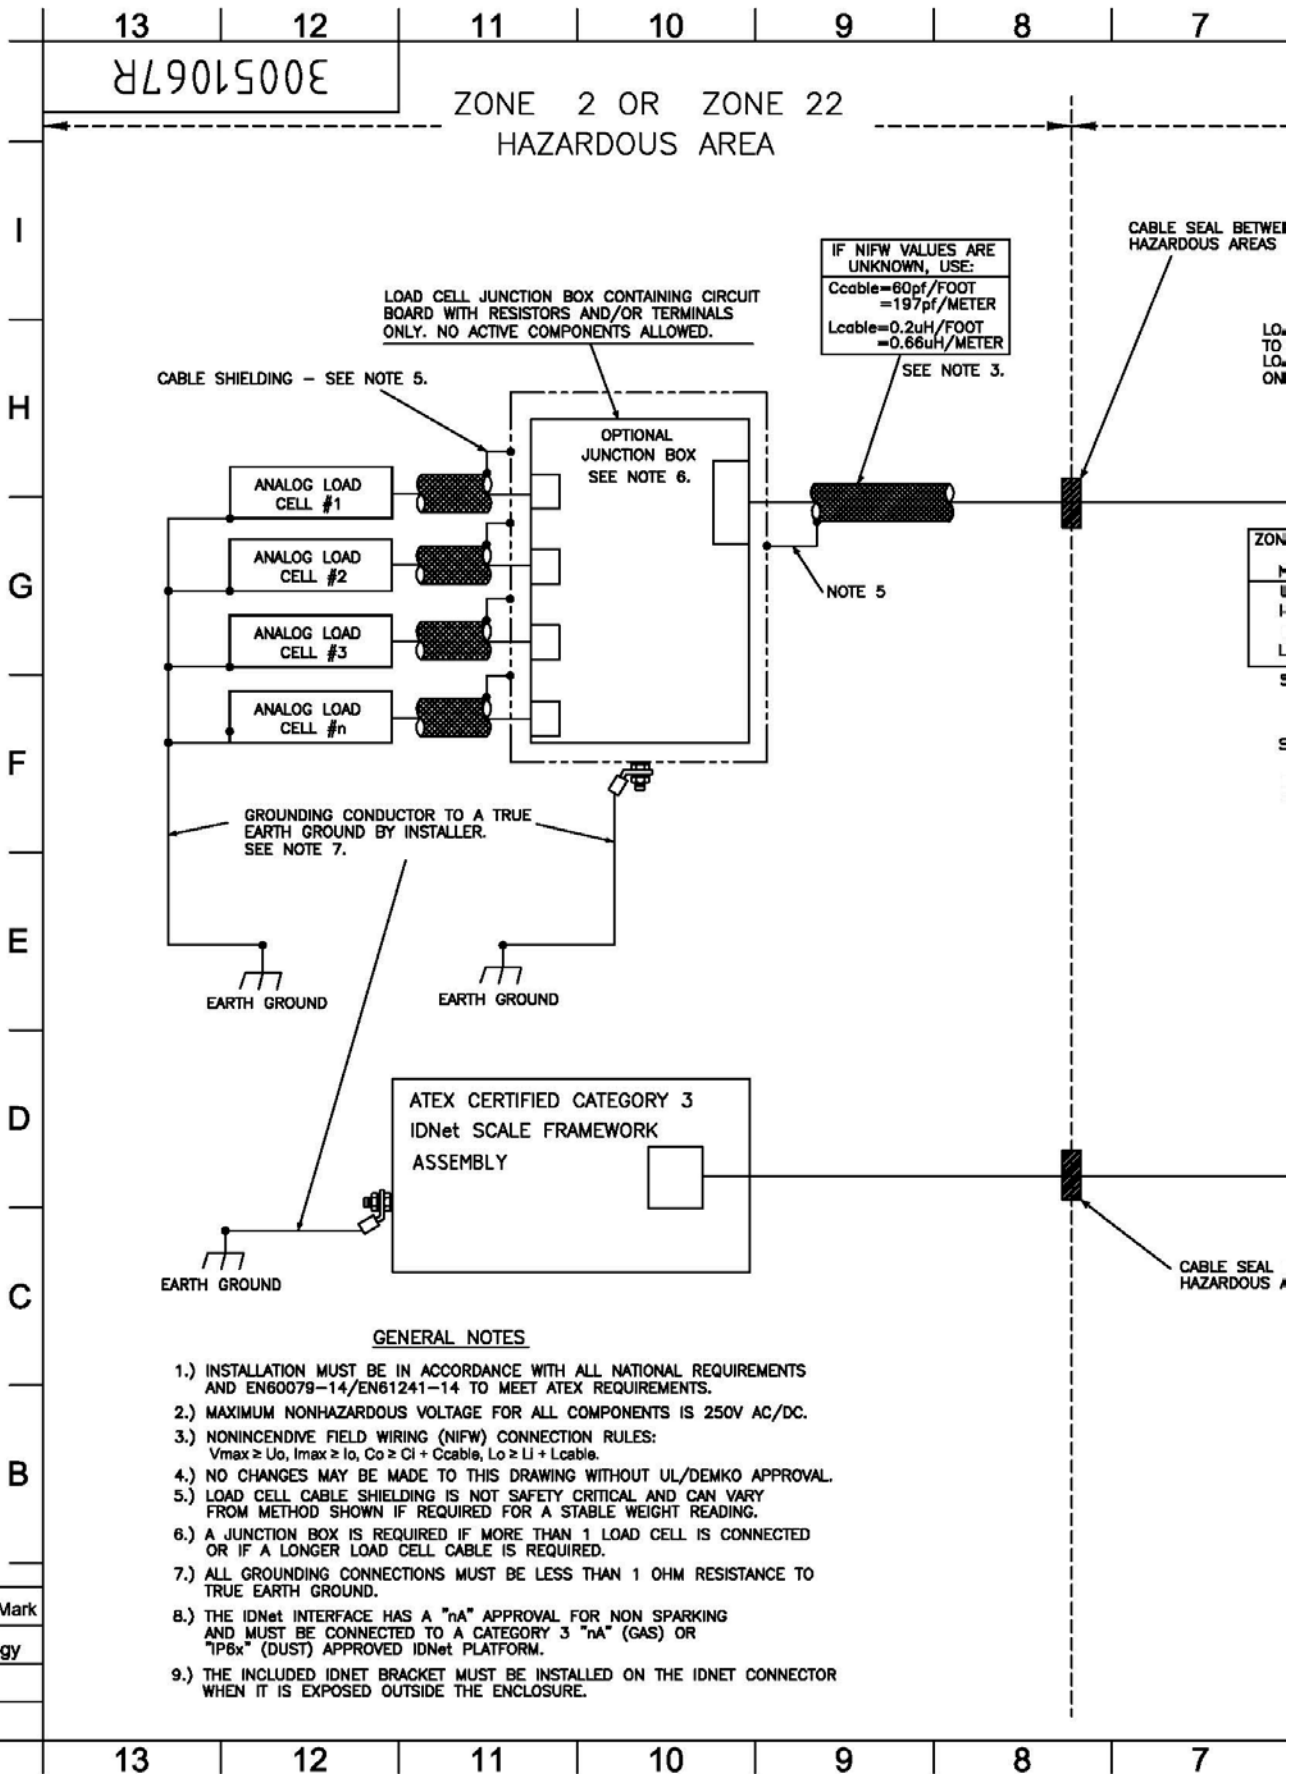 13 12 11 10 9 8 7
30051067R
ZONE 2 OR ZONE 22
HAZARDOUS AREA
I
CABLE SEAL
HAZARDOUS AREAS
IF NIFW VALUES ARE
UNKNOWN, USE:
Ccable=60pf/FOOT
=197pf/METER
Lcable=0.2uH/FOOT
=0.66uH/METER
SEE NOTE 3.
LOAD CELL JUNCTION BOX CONTAINING CIRCUIT
BOARD WITH RESISTORS AND/OR TERMINALS
ONLY. NO ACTIVE COMPONENTS ALLOWED.
TO
CABLE SHIELDING – SEE NOTE 5.
H
OPTIONAL
JUNCTION BOX
SEE NOTE 6.
ANALOG LOAD
CELL #1
ANALOG LOAD
CELL #2
G
NOTE 5
ANALOG LOAD
CELL #3
ANALOG LOAD
CELL #n
F
GROUNDING CONDUCTOR TO A TRUE
EARTH GROUND BY INSTALLER.
SEE NOTE 7.
E
EARTH GROUND
EARTH GROUND
D
ATEX CERTIFIED CATEGORY 3
IDNet SCALE FRAMEWORK
ASSEMBLY
EARTH GROUND
C
CABLE SEAL
HAZARDOUS
GENERAL NOTES
1.) INSTALLATION MUST BE IN ACCORDANCE WITH ALL NATIONAL REQUIREMENTS
AND EN60079–14/EN61241–14 TO MEET ATEX REQUIREMENTS.
2.) MAXIMUM NONHAZARDOUS VOLTAGE FOR ALL COMPONENTS IS 250V AC/DC.
3.) NONINCENDIVE FIELD WIRING (NIFW) CONNECTION RULES:
Vmax ≥ Uo, Imax ≥ Io, Co ≥ Ci + Ccable, Lo ≥ Li + Lcable.
B
4.) NO CHANGES MAY BE MADE TO THIS DRAWING WITHOUT UL/DEMKO APPROVAL.
5.) LOAD CELL CABLE SHIELDING IS NOT SAFETY CRITICAL AND CAN VARY
FROM METHOD SHOWN IF REQUIRED FOR A STABLE WEIGHT READING.
6.) A JUNCTION BOX IS REQUIRED IF MORE THAN 1 LOAD CELL IS CONNECTED
OR IF A LONGER LOAD CELL CABLE IS REQUIRED.
7.) ALL GROUNDING CONNECTIONS MUST BE LESS THAN 1 OHM RESISTANCE TO
TRUE EARTH GROUND.
Mark
8.) THE IDNet INTERFACE HAS A "nA" APPROVAL FOR NON SPARKING
AND MUST BE CONNECTED TO A CATEGORY 3 "nA" (GAS) OR
"IP6x" (DUST) APPROVED IDNet PLATFORM.
gy
9.) THE INCLUDED IDNET BRACKET MUST BE INSTALLED ON THE IDNET CONNECTOR
WHEN IT IS EXPOSED OUTSIDE THE ENCLOSURE.
13 12 11 10 9 8 7